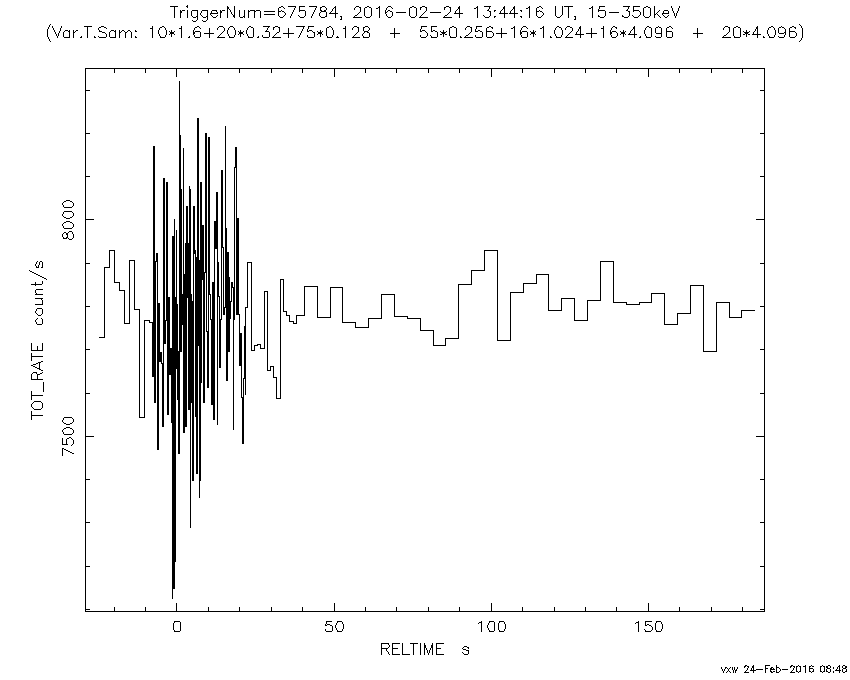 TriggerNum=675784, 2016-02-24 13:44:16 UT, 15-350keV
(Var.T.Sam: 10*1.6+20*0.32+75*0.128 + 55*0.256+16*1.024+16*4.096 + 20*4.096)
8000
7500
TOT_RATE count/s
0 50 100 150
RELTIME s
vxw 24-Feb-2016 08:48